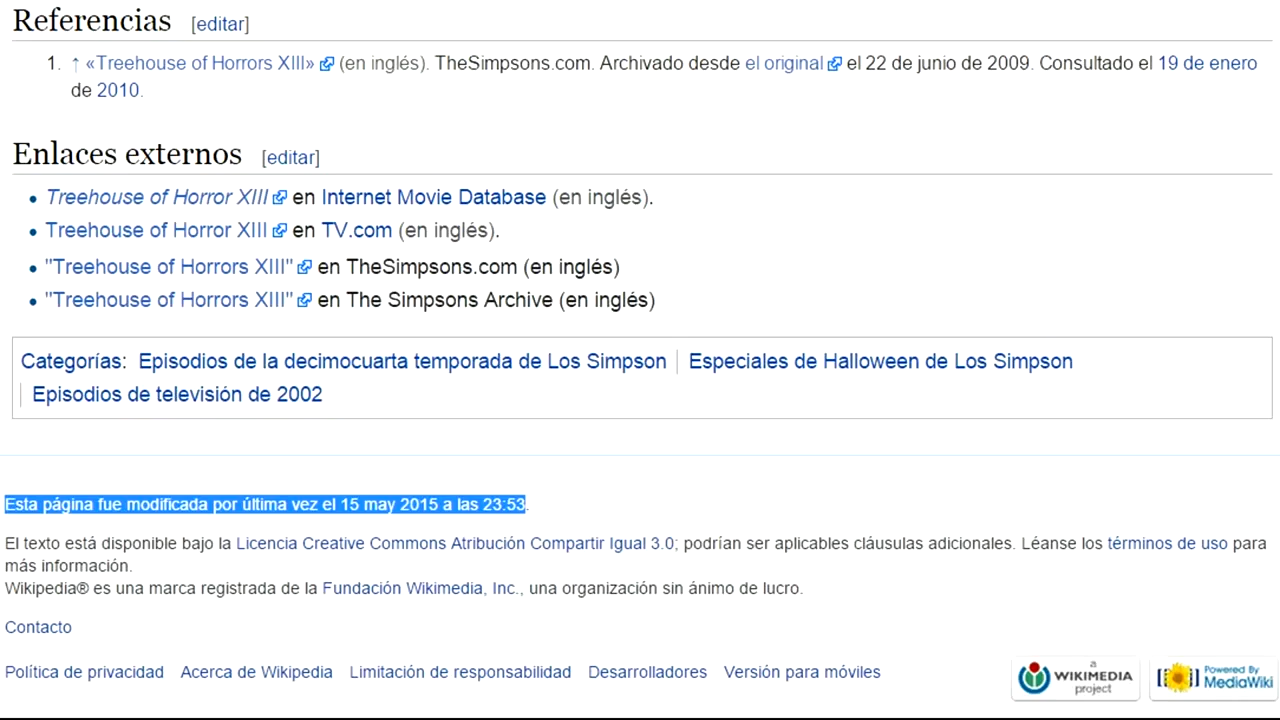 Referencias [editar]
1. ↑ «Treehouse of Horrors XIII» (en inglés). TheSimpsons.com. Archivado desde el original el 22 de junio de 2009. Consultado el 19 de enero
de 2010.
Enlaces externos [editar]
• Treehouse of Horror XIII en Internet Movie Database (en inglés).
• Treehouse of Horror XIII en TV.com (en inglés).
• "Treehouse of Horrors XIII" en TheSimpsons.com (en inglés)
• "Treehouse of Horrors XIII" en The Simpsons Archive (en inglés)
Categorías: Episodios de la decimocuarta temporada de Los Simpson | Especiales de Halloween de Los Simpson
| Episodios de televisión de 2002
Esta página fue modificada por última vez el 15 may 2015 a las 23:53.
El texto está disponible bajo la Licencia Creative Commons Atribución Compartir Igual 3.0; podrían ser aplicables cláusulas adicionales. Léanse los términos de uso para
más información.
Wikipedia® es una marca registrada de la Fundación Wikimedia, Inc., una organización sin ánimo de lucro.
Contacto
Política de privacidad Acerca de Wikipedia Limitación de responsabilidad Desarrolladores Versión para móviles
a
WIKIMEDIA
project
Powered By
MediaWiki